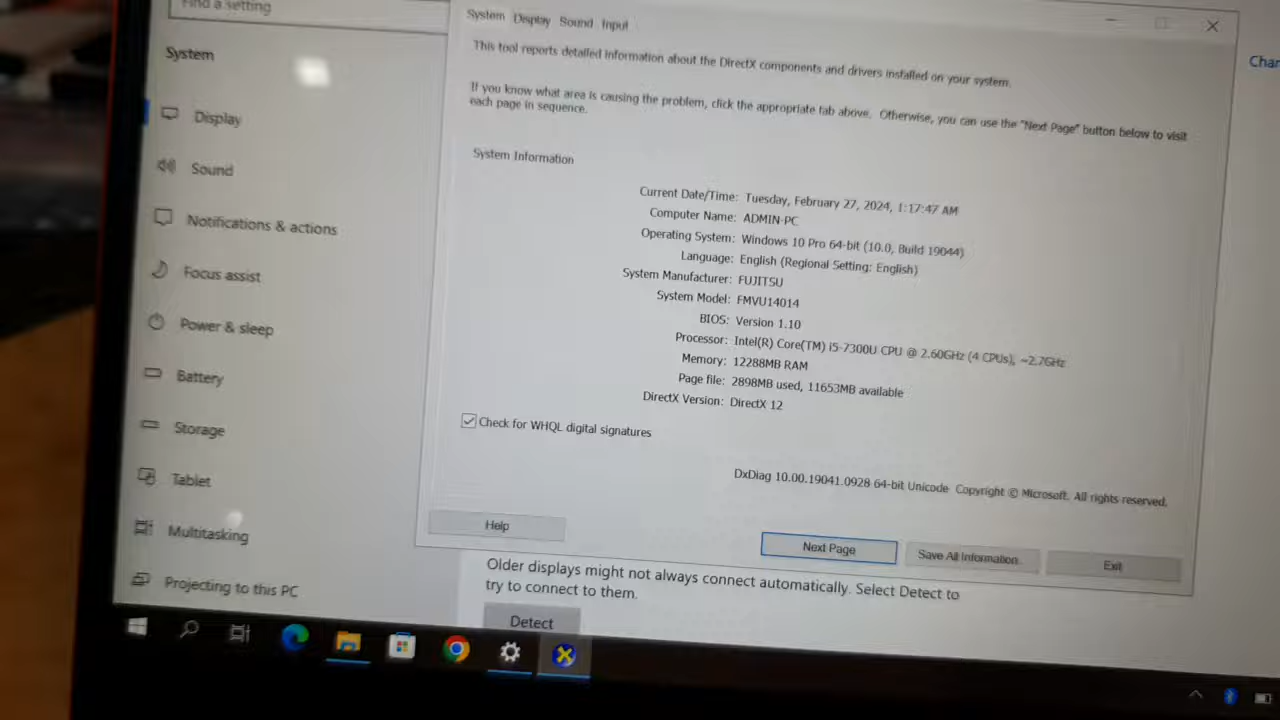 Find a setting
System
Display
Sound
Notifications & actions
Focus assist
Power & sleep
Battery
Storage
Tablet
Multitasking
Projecting to this PC
System Display Sound Input
This tool reports detailed information about the DirectX components and drivers installed on your system.
If you know what area is causing the problem, click the appropriate tab above. Otherwise, you can use the "Next Page" button below to visit
each page in sequence.
System Information
Current Date/Time: Tuesday, February 27, 2024, 1:17:47 AM
Computer Name: ADMIN-PC
Operating System: Windows 10 Pro 64-bit (10.0, Build 19044)
Language: English (Regional Setting: English)
System Manufacturer: FUJITSU
System Model: FMVU14014
BIOS: Version 1.10
Processor: Intel(R) Core(TM) i5-7300U CPU @ 2.60GHz (4 CPUs), ~2.7GHz
Memory: 12288MB RAM
Page file: 2898MB used, 11653MB available
DirectX Version: DirectX 12
Check for WHQL digital signatures
DxDiag 10.00.19041.0928 64-bit Unicode Copyright © Microsoft. All rights reserved.
Help
Next Page
Save All Information...
Exit
Older displays might not always connect automatically. Select Detect to
try to connect to them.
Detect